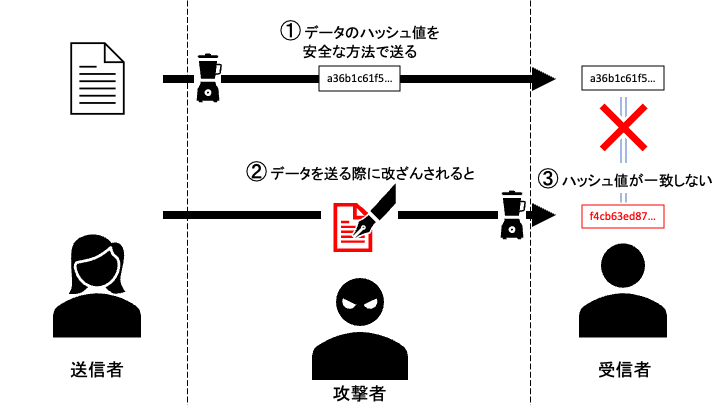 ① データのハッシュ値を
安全な方法で送る
a36b1c61f5...
a36b1c61f5...
② データを送る際に改ざんされると
③ ハッシュ値が一致しない
f4cb63ed87...
送信者
攻撃者
受信者